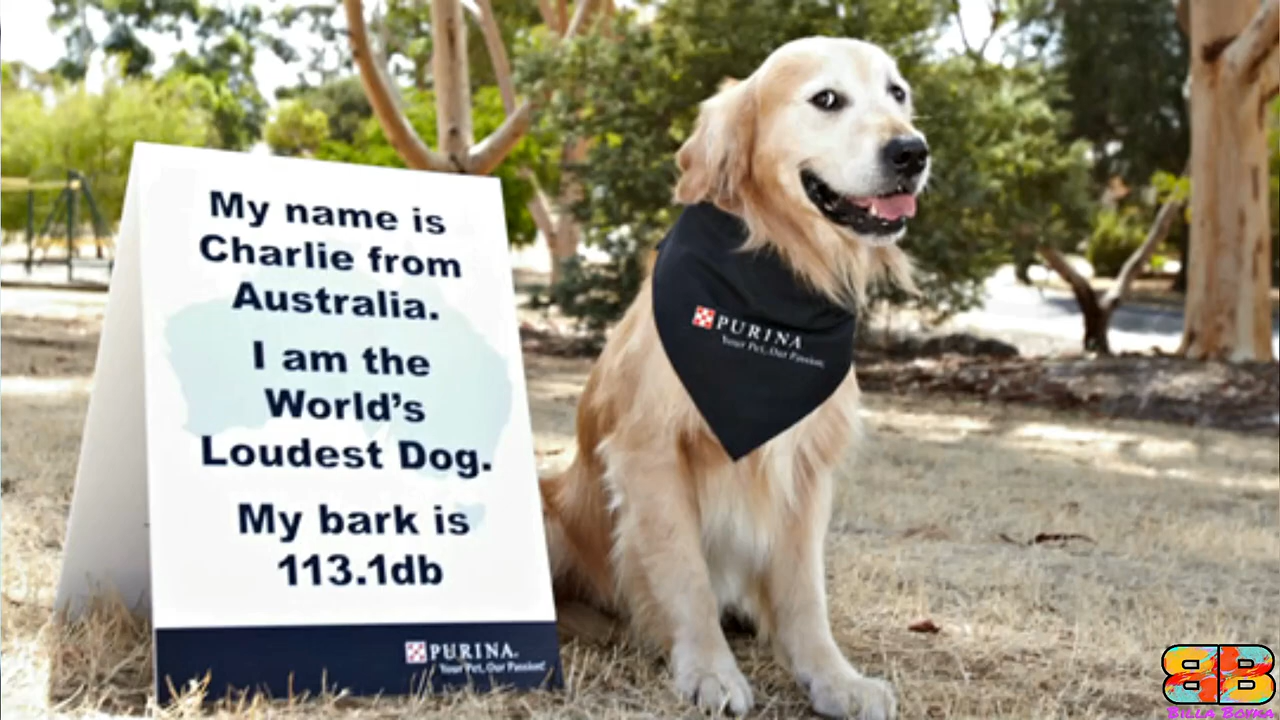 My name is
Charlie from
Australia.
I am the
World's
Loudest Dog.
My bark is
113.1db
PURINA.
Your Pet, Our Passion!
PURINA
Your Pet, Our Passion.
BB
Billa Bonka